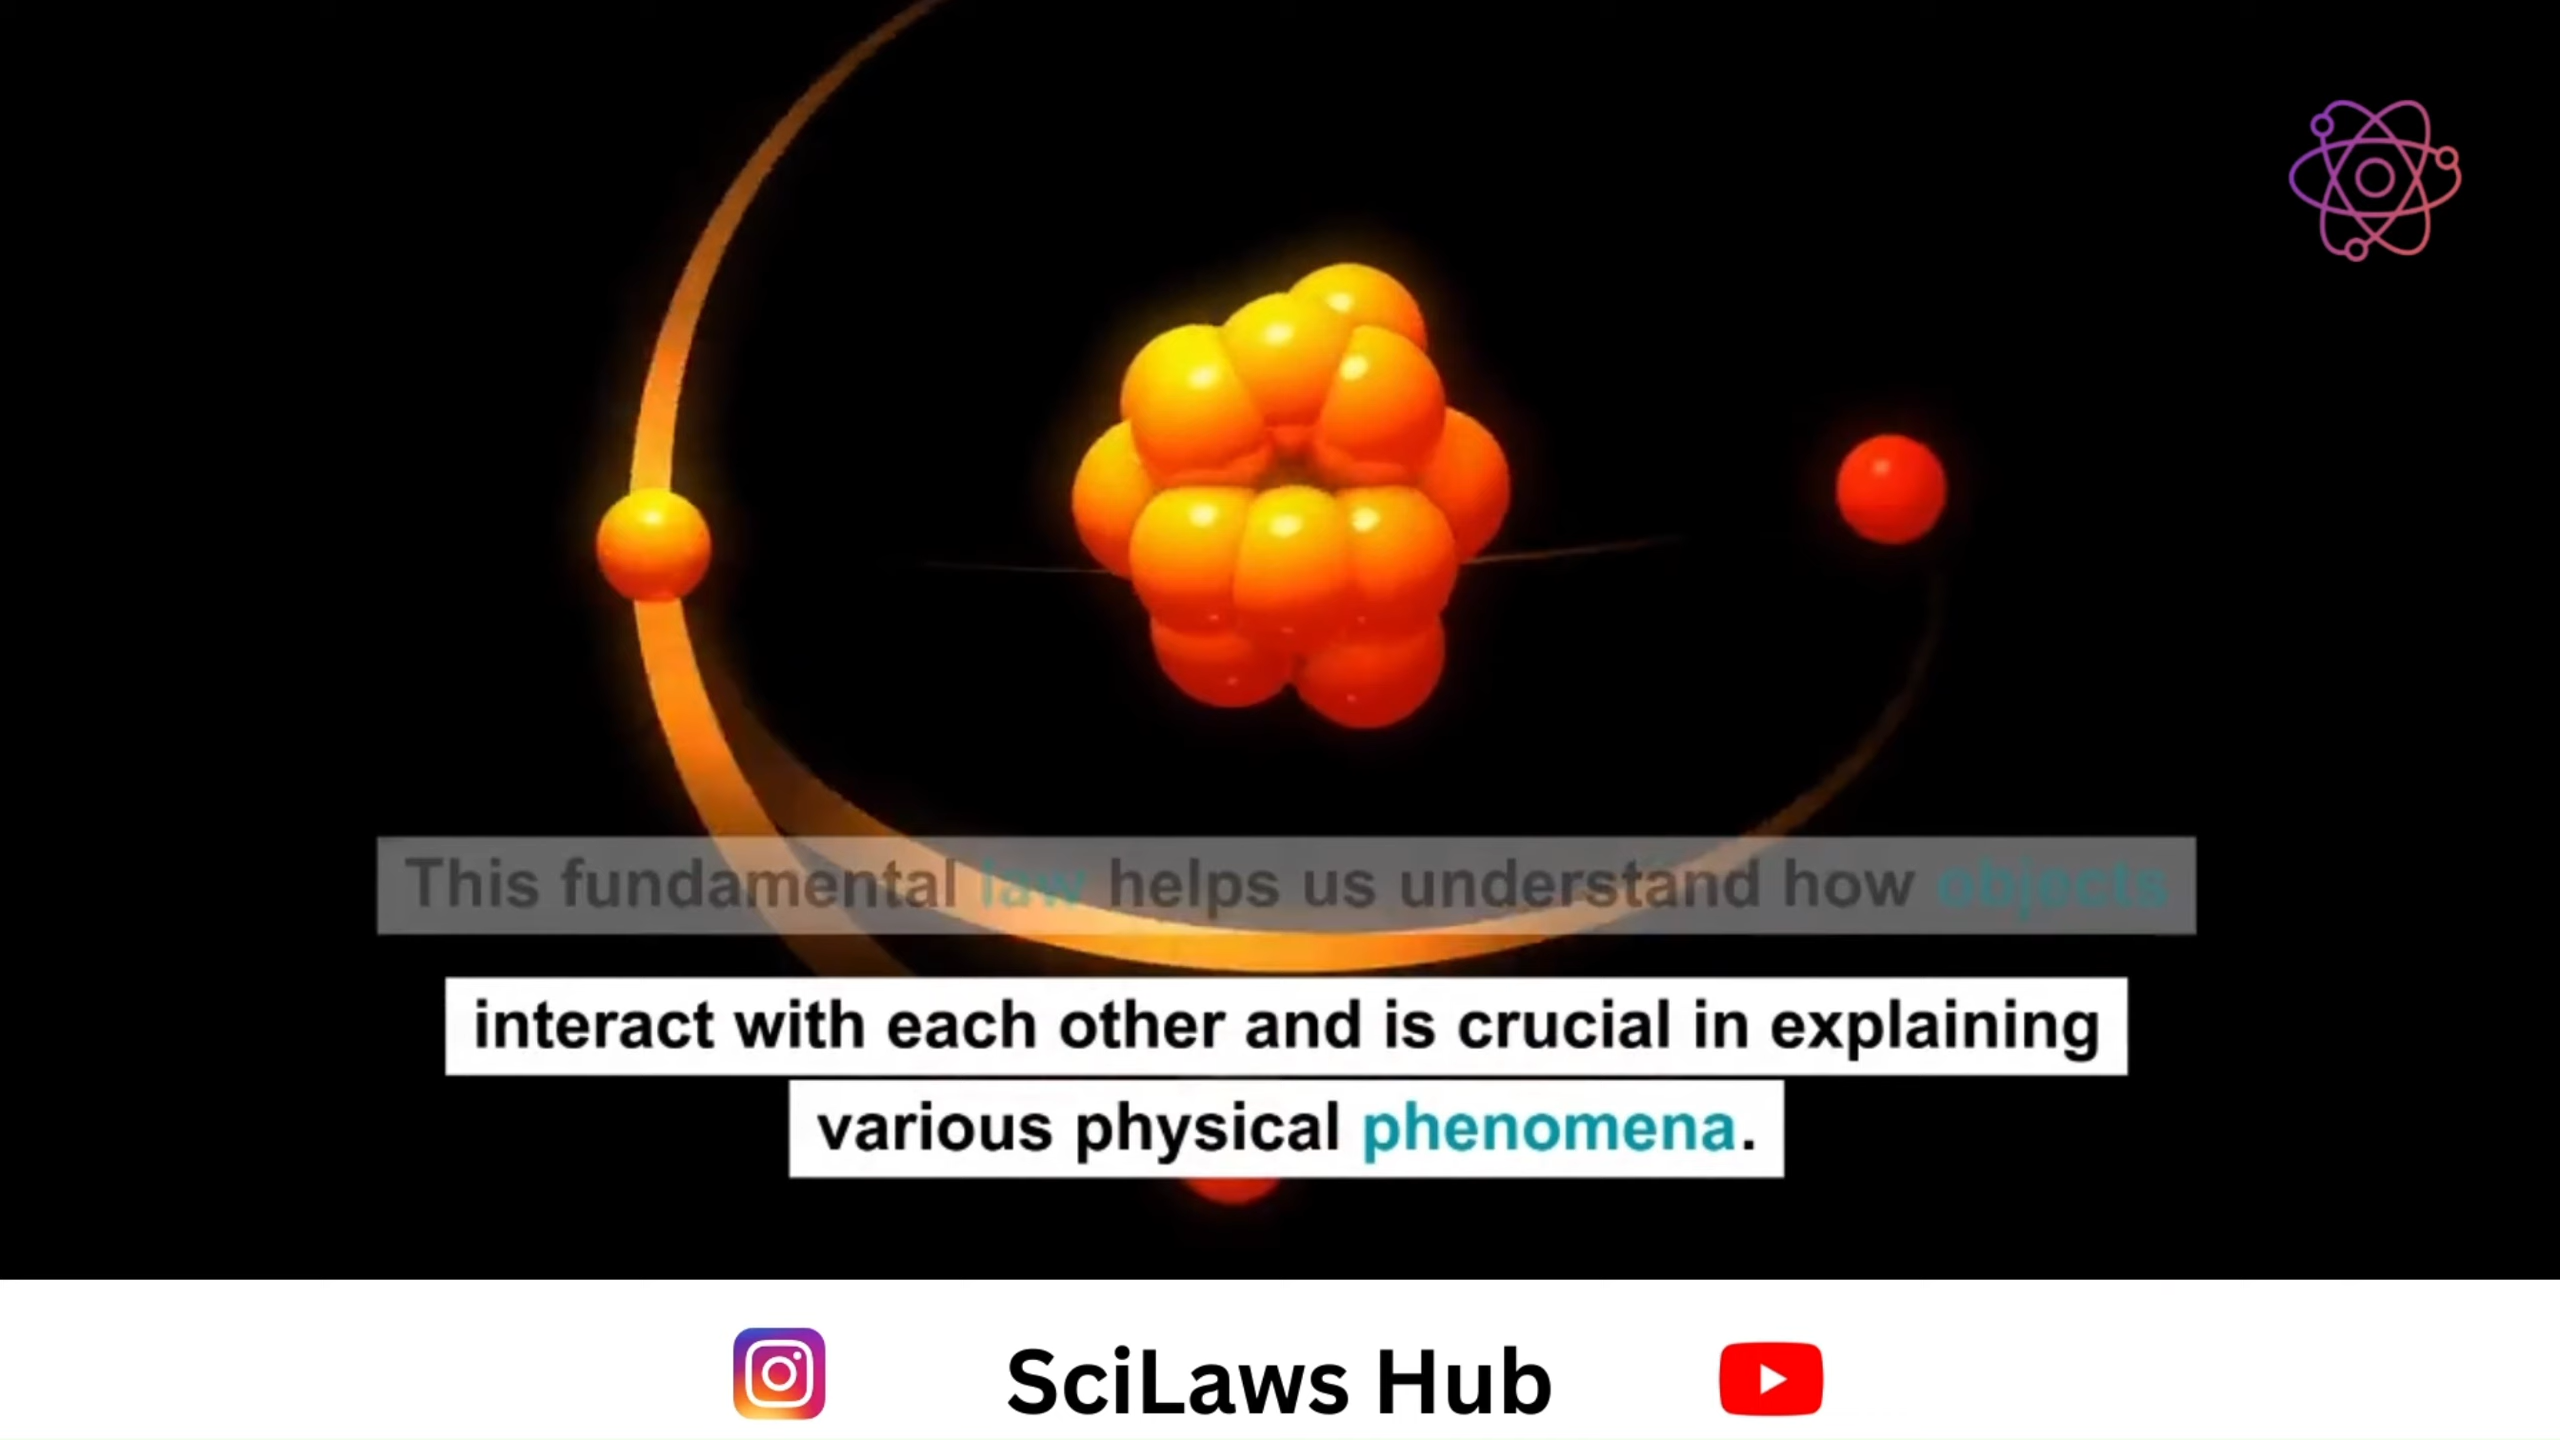 This fundamental law helps us understand how objects
interact with each other and is crucial in explaining
various physical phenomena.
SciLaws Hub